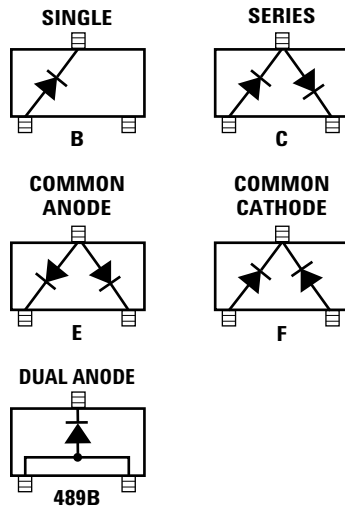 SINGLE
B
SERIES
C
COMMON
ANODE
E
COMMON
CATHODE
F
DUAL ANODE
489B